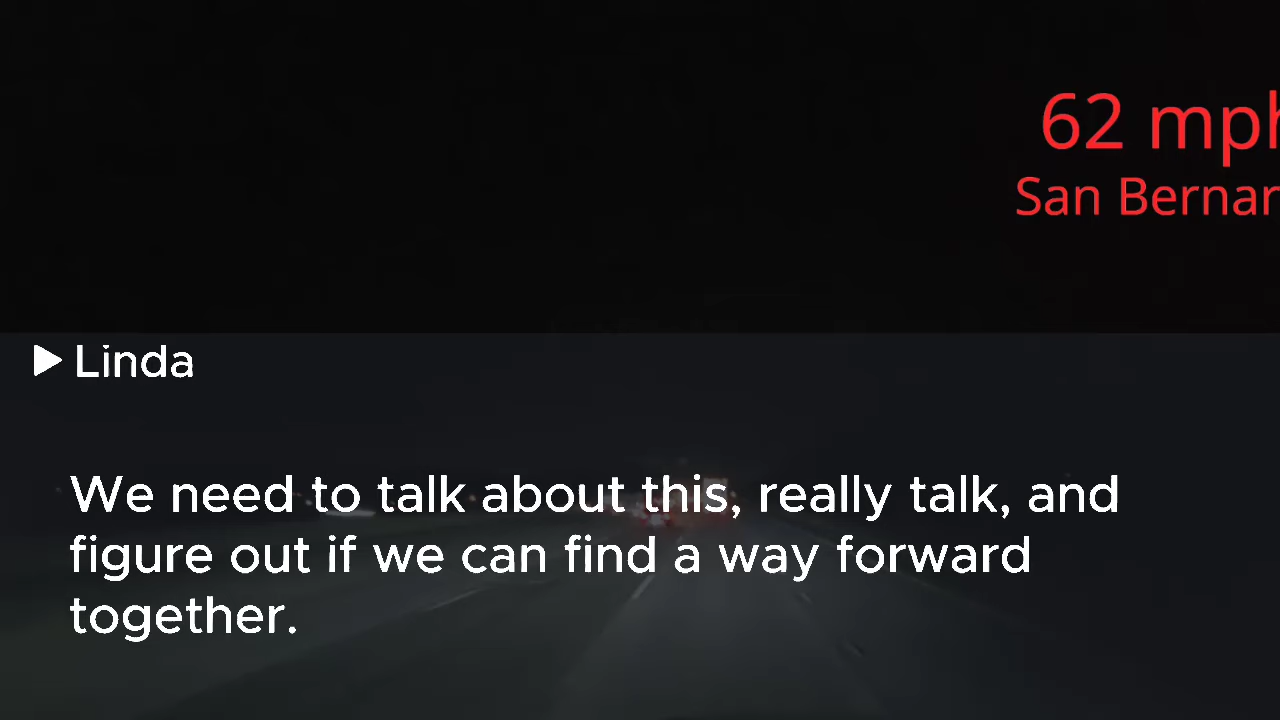 62 mph
San Bernar
▶ Linda
We need to talk about this, really talk, and
figure out if we can find a way forward
together.